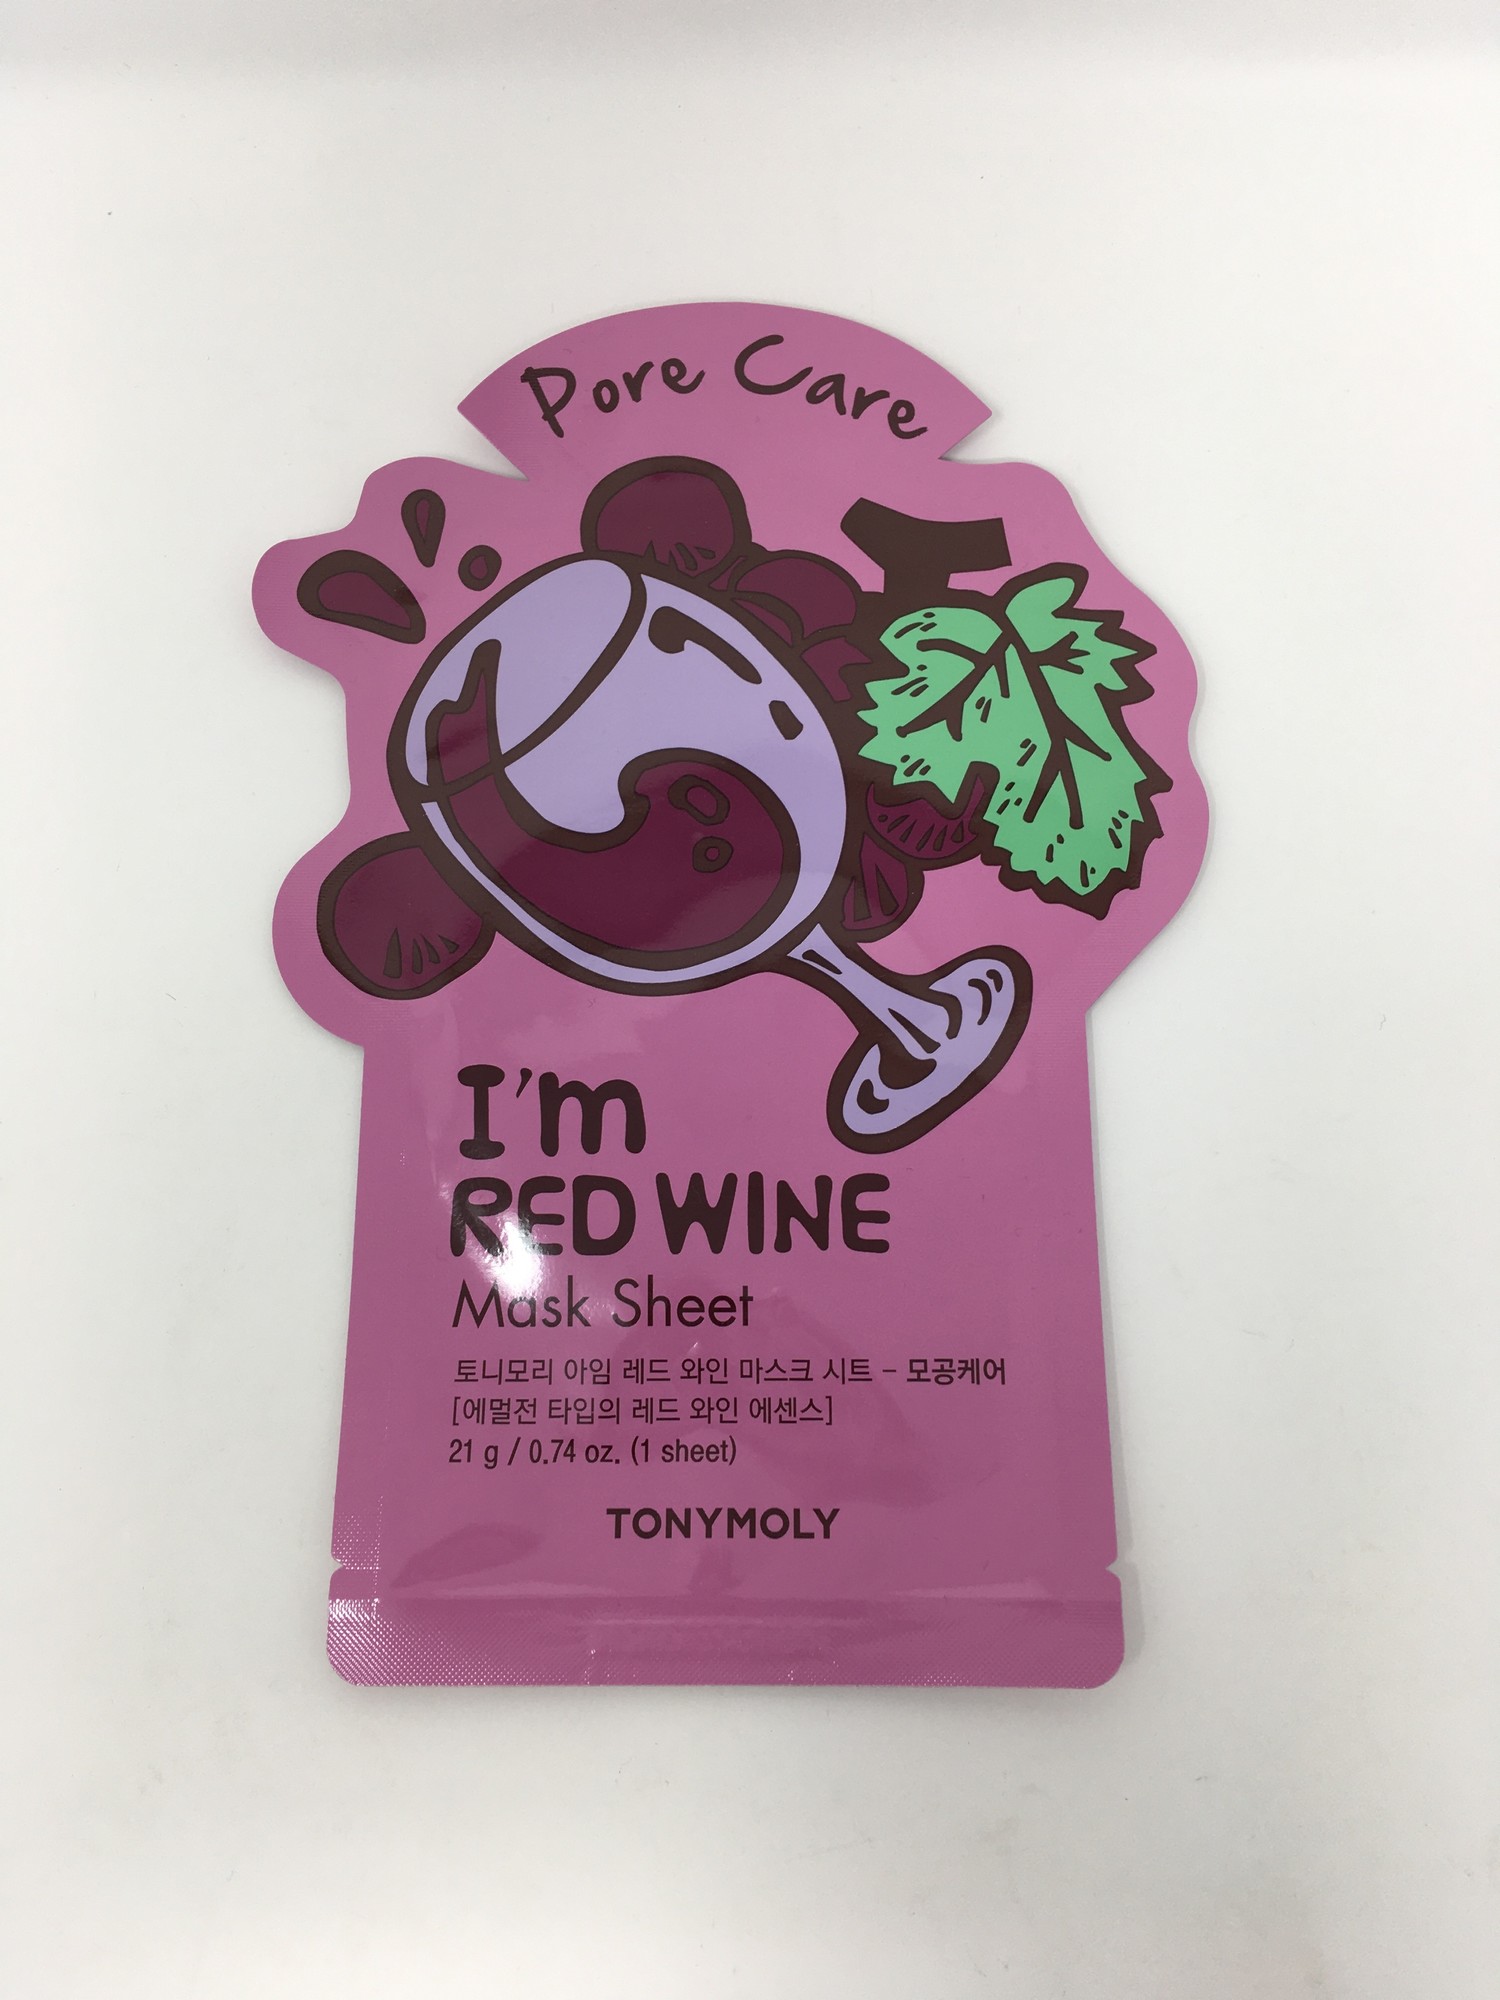 Pore Care
I'm
RED WINE
Mask Sheet
토니모리 아임 레드 와인 마스크 시트 - 모공케어
[에멀전 타입의 레드 와인 에센스]
21 g / 0.74 oz. (1 sheet)
TONYMOLY